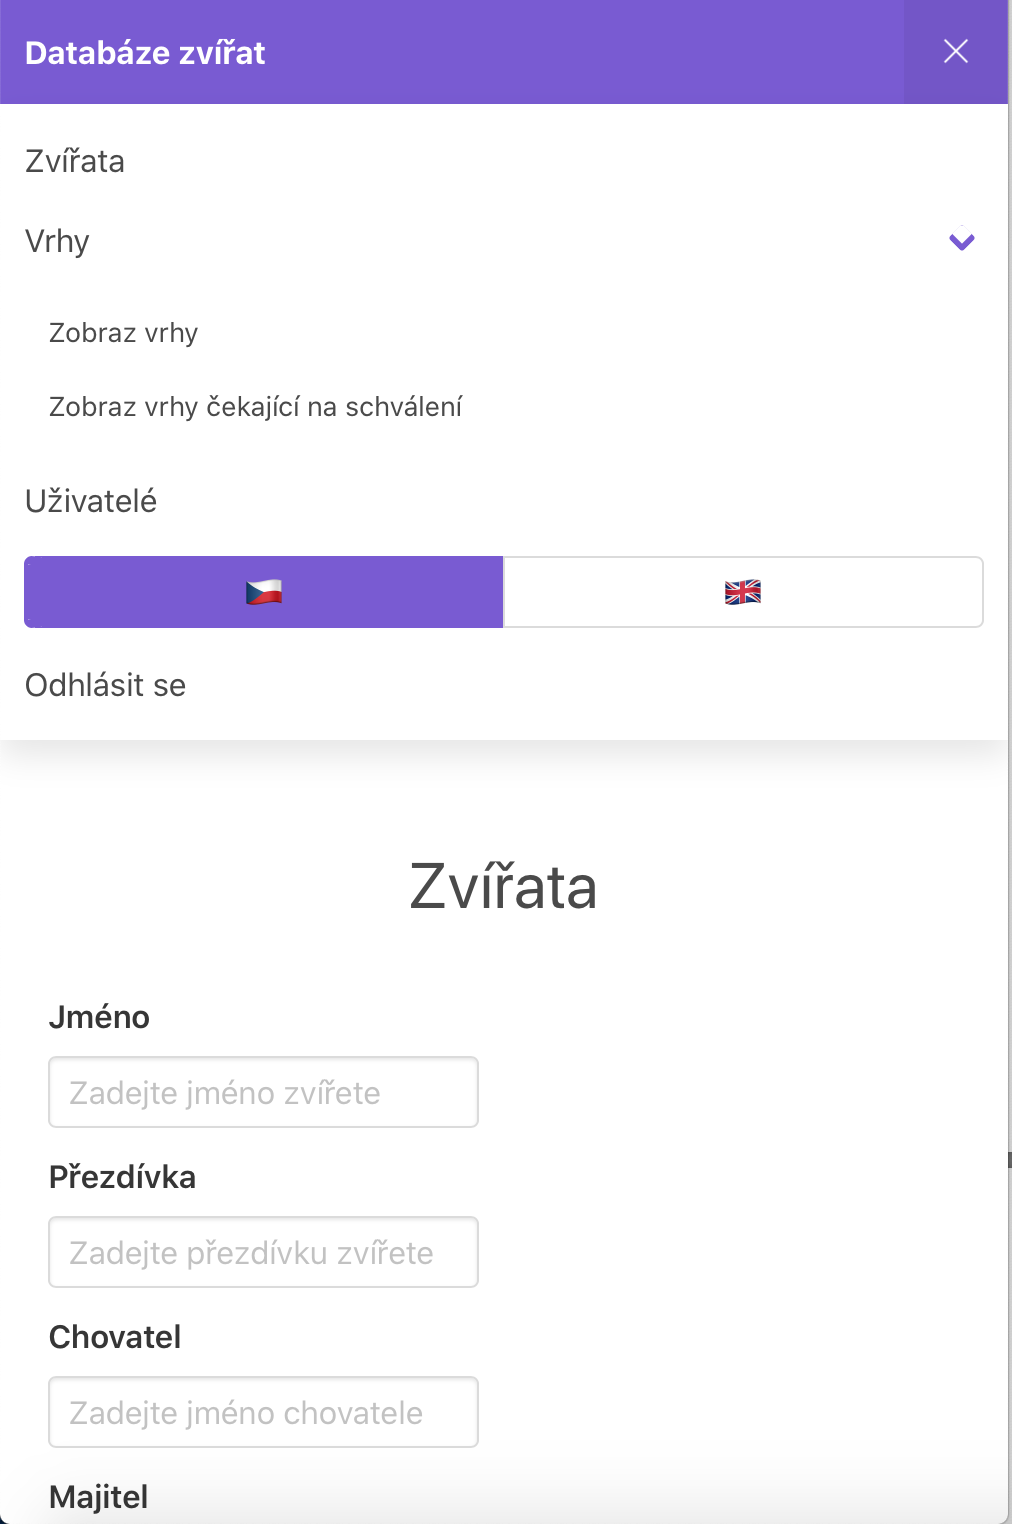 Databáze zvířat
Zvířata
Vrhy
Zobraz vrhy
Zobraz vrhy čekající na schválení
Uživatelé
Odhlásit se
Zvířata
Jméno
Zadejte jméno zvířete
Přezdívka
Zadejte přezdívku zvířete
Chovatel
Zadejte jméno chovatele
Majitel